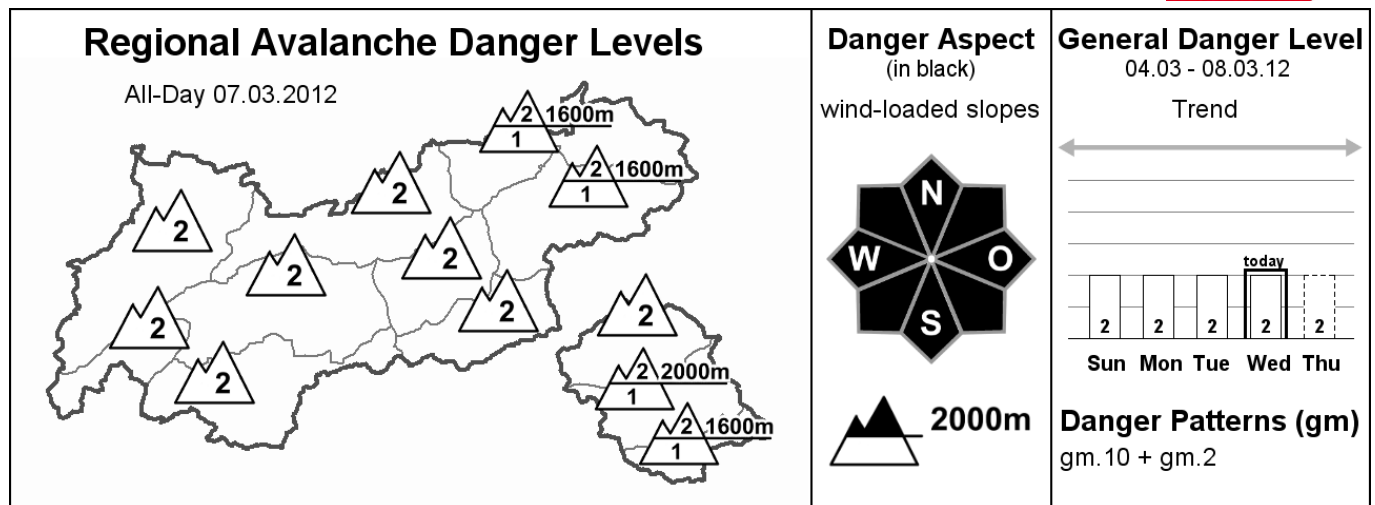 Regional Avalanche Danger Levels
All-Day 07.03.2012
2 1600m
1
2 1600m
1
2
2
2
2
2
2
2
2
2 2000m
1
2 1600m
1
2
Danger Aspect
(in black)
wind-loaded slopes
N
W O
S
2000m
General Danger Level
04.03 - 08.03.12
Trend
today
2 2 2 2 2
Sun Mon Tue Wed Thu
Danger Patterns (gm)
gm.10 + gm.2